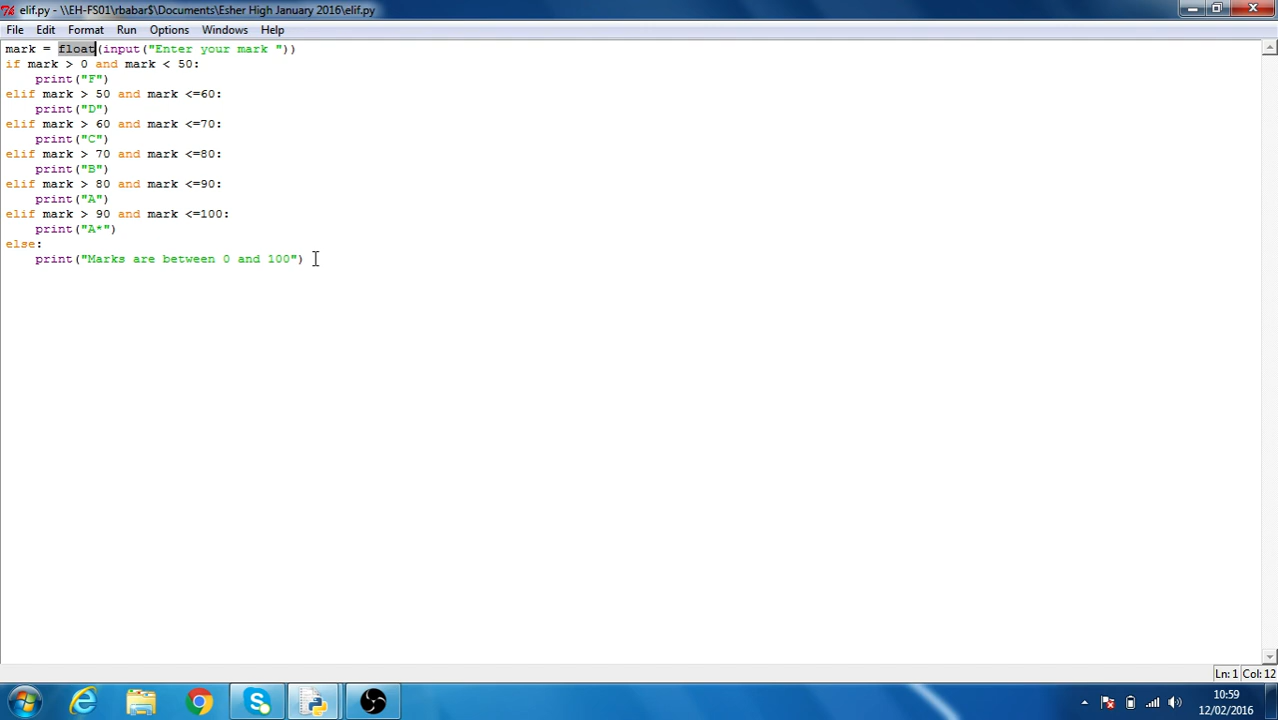 elif.py - \\EH-FS01\rbabar$\Documents\Esher High January 2016\elif.py
File Edit Format Run Options Windows Help
mark = float(input("Enter your mark "))
if mark > 0 and mark < 50:
    print("F")
elif mark > 50 and mark <=60:
    print("D")
elif mark > 60 and mark <=70:
    print("C")
elif mark > 70 and mark <=80:
    print("B")
elif mark > 80 and mark <=90:
    print("A")
elif mark > 90 and mark <=100:
    print("A*")
else:
    print("Marks are between 0 and 100")
Ln: 1 Col: 12
10:59
12/02/2016